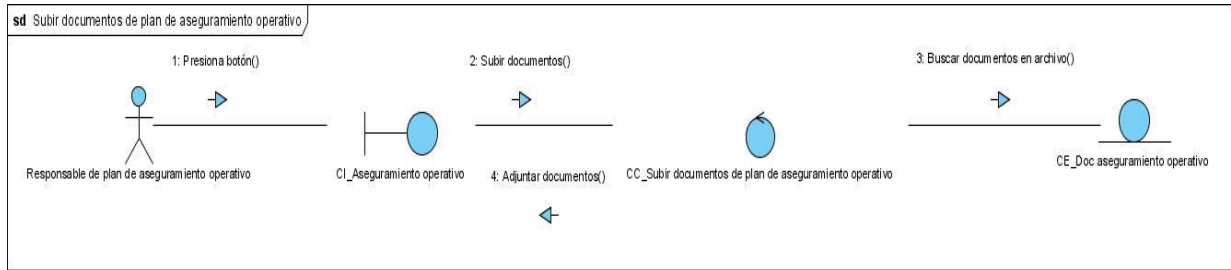 sd Subir documentos de plan de aseguramiento operativo
1: Presiona botón()
2: Subir documentos()
3: Buscar documentos en archivo()
Responsable de plan de aseguramiento operativo
CI_Aseguramiento operativo
4: Adjuntar documentos()
CC_Subir documentos de plan de aseguramiento operativo
CE_Doc aseguramiento operativo